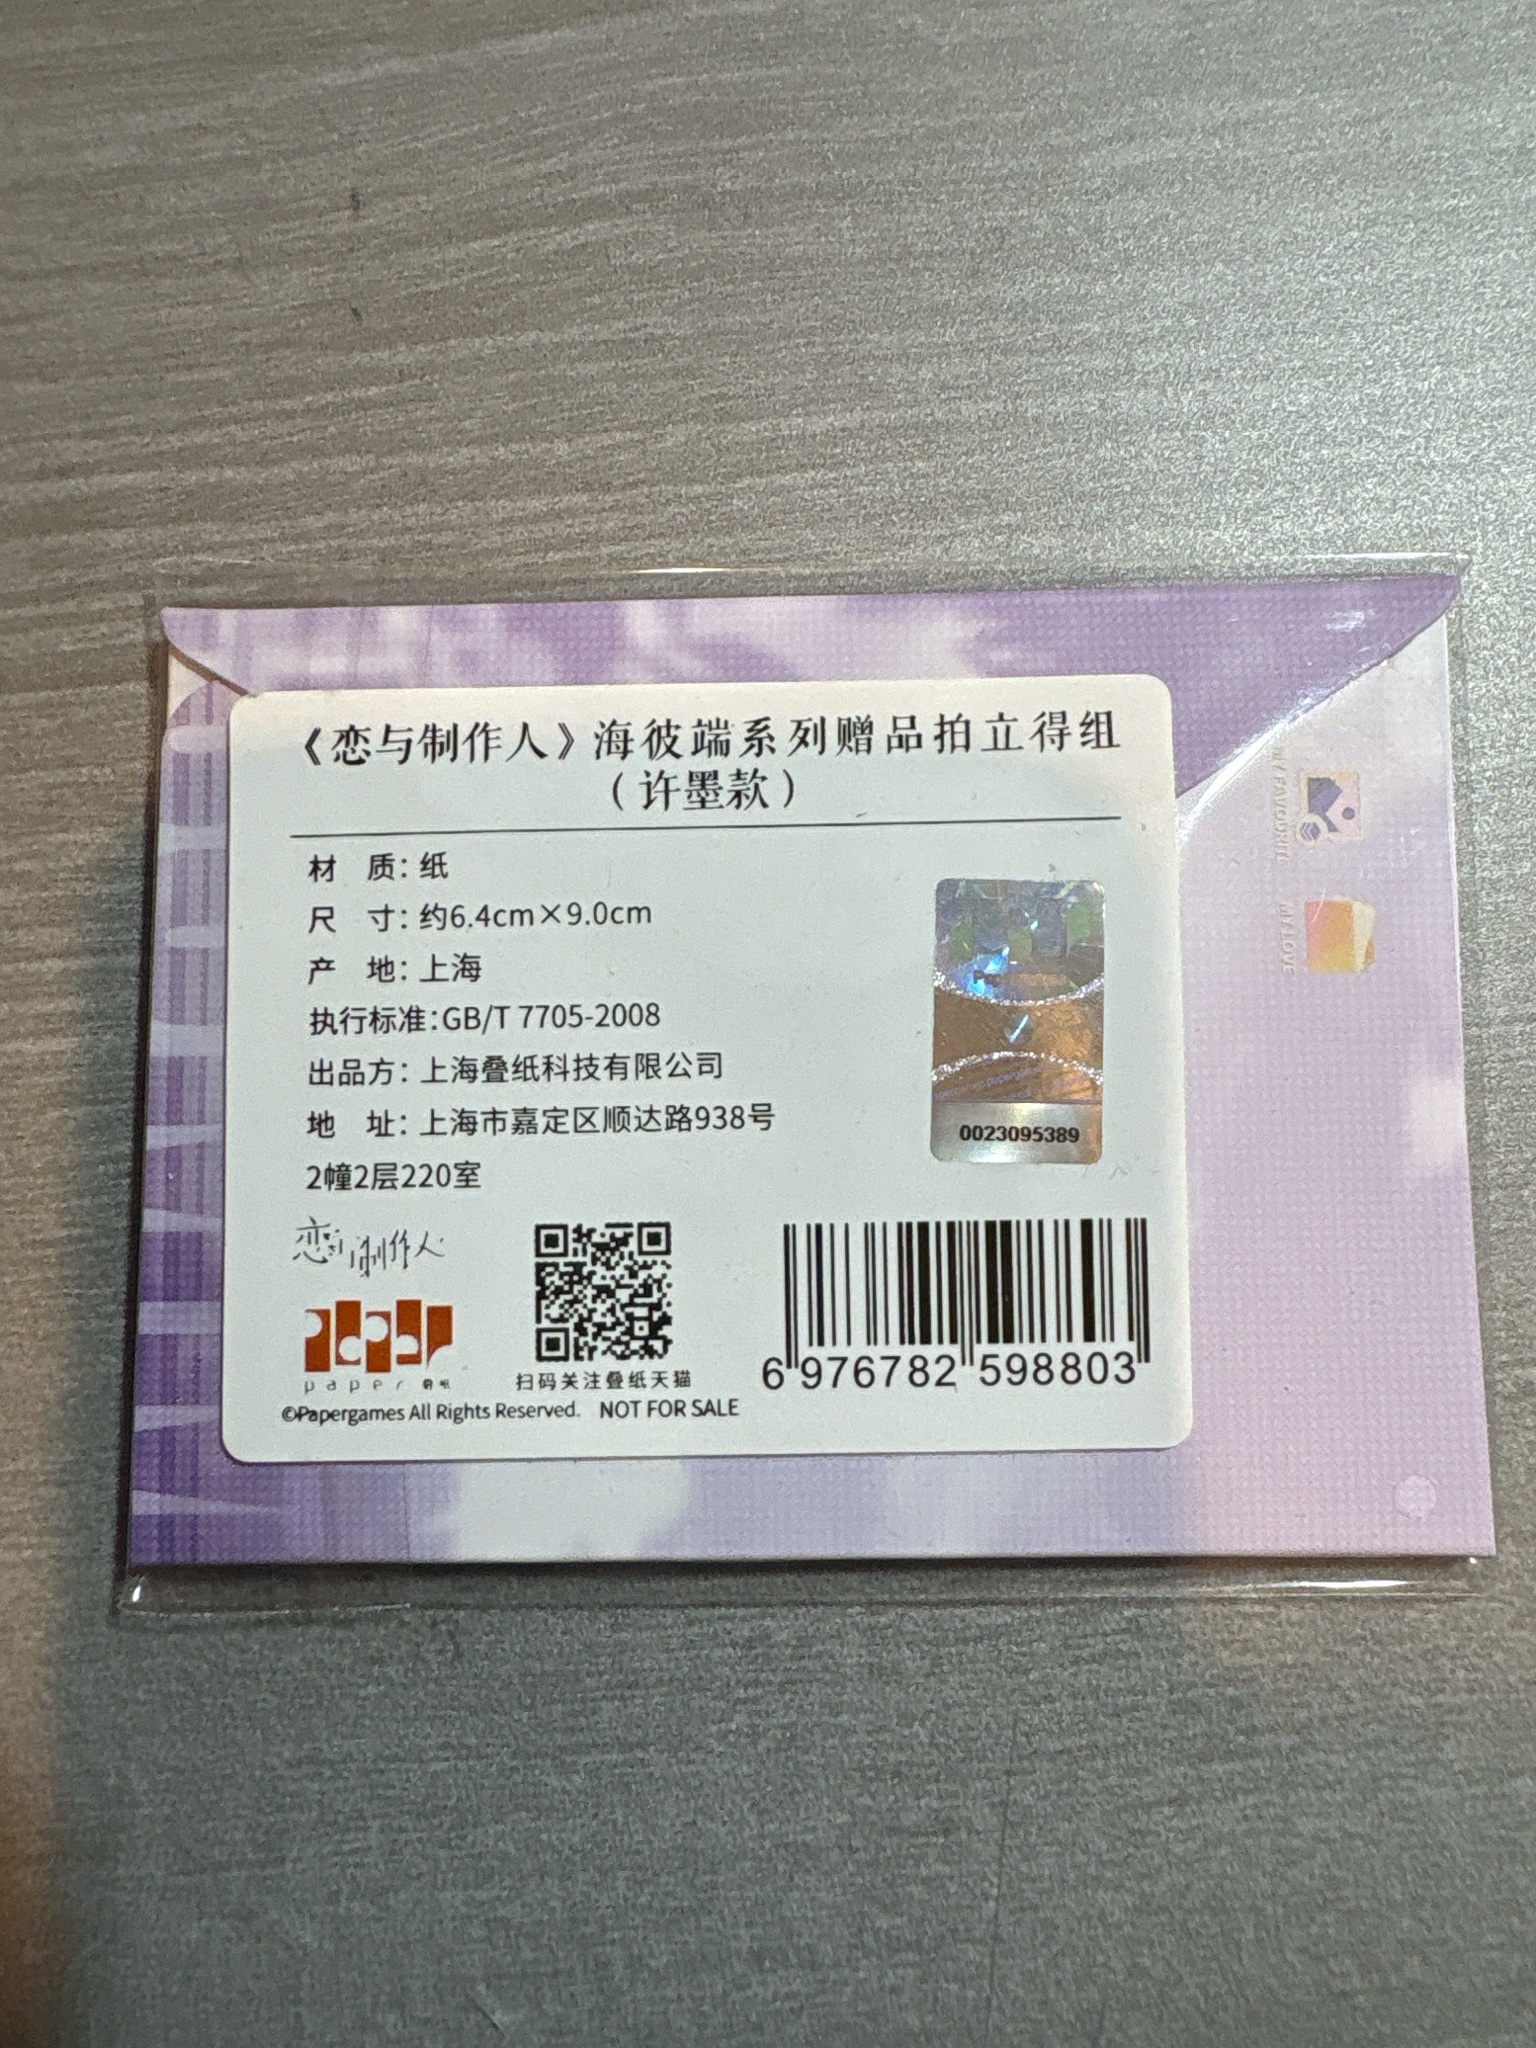 《恋与制作人》海彼端系列赠品拍立得组
（许墨款）
材 质：纸
尺 寸：约6.4cm×9.0cm
产 地：上海
执行标准：GB/T 7705-2008
出品方：上海叠纸科技有限公司
地 址：上海市嘉定区顺达路938号
2幢2层220室
0023095389
恋与制作人
paper
扫码关注叠纸天猫
6 976782 598803
©Papergames All Rights Reserved. NOT FOR SALE
MY FAVOURITE
MY LOVE